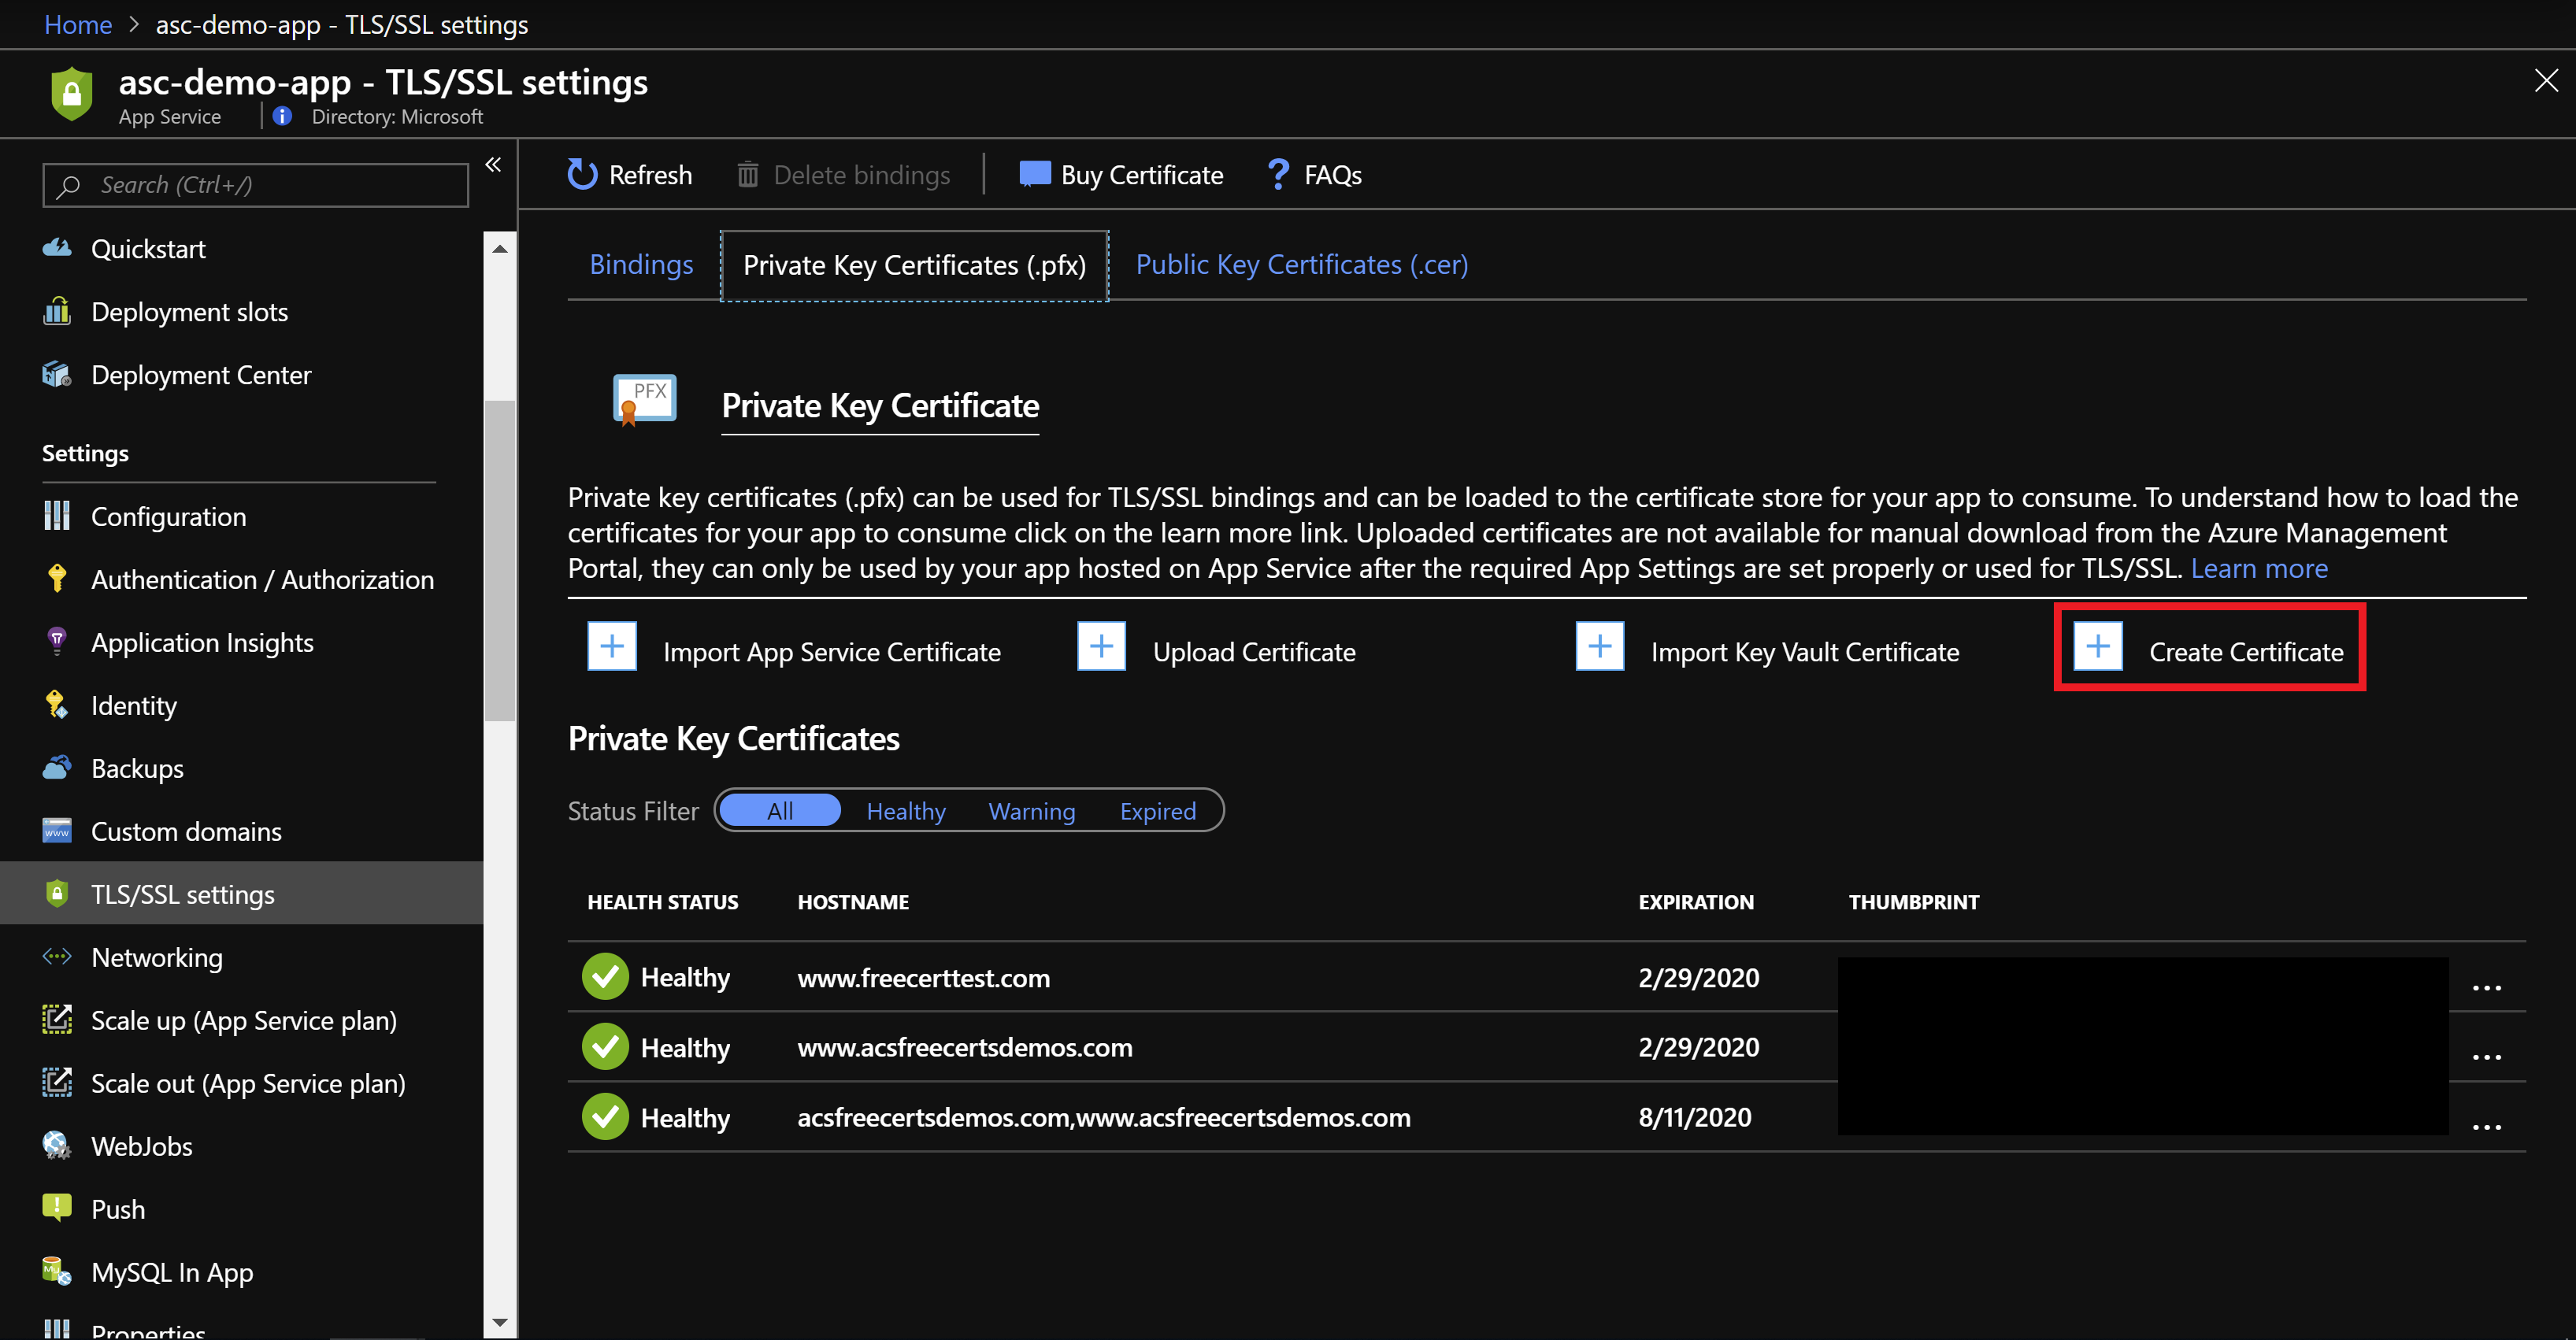 Home > asc-demo-app - TLS/SSL settings
asc-demo-app - TLS/SSL settings
App Service
Directory: Microsoft
Search (Ctrl+/)
Quickstart
Deployment slots
Deployment Center
Settings
Configuration
Authentication / Authorization
Application Insights
Identity
Backups
Custom domains
TLS/SSL settings
Networking
Scale up (App Service plan)
Scale out (App Service plan)
WebJobs
Push
MySQL In App
Properties
Refresh Delete bindings Buy Certificate FAQs
Bindings Private Key Certificates (.pfx) Public Key Certificates (.cer)
PFX
Private Key Certificate
Private key certificates (.pfx) can be used for TLS/SSL bindings and can be loaded to the certificate store for your app to consume. To understand how to load the
certificates for your app to consume click on the learn more link. Uploaded certificates are not available for manual download from the Azure Management
Portal, they can only be used by your app hosted on App Service after the required App Settings are set properly or used for TLS/SSL. Learn more
Import App Service Certificate Upload Certificate Import Key Vault Certificate Create Certificate
Private Key Certificates
Status Filter All Healthy Warning Expired
HEALTH STATUS HOSTNAME EXPIRATION THUMBPRINT
Healthy www.freecerttest.com 2/29/2020 ...
Healthy www.acsfreecertsdemos.com 2/29/2020 ...
Healthy acsfreecertsdemos.com,www.acsfreecertsdemos.com 8/11/2020 ...